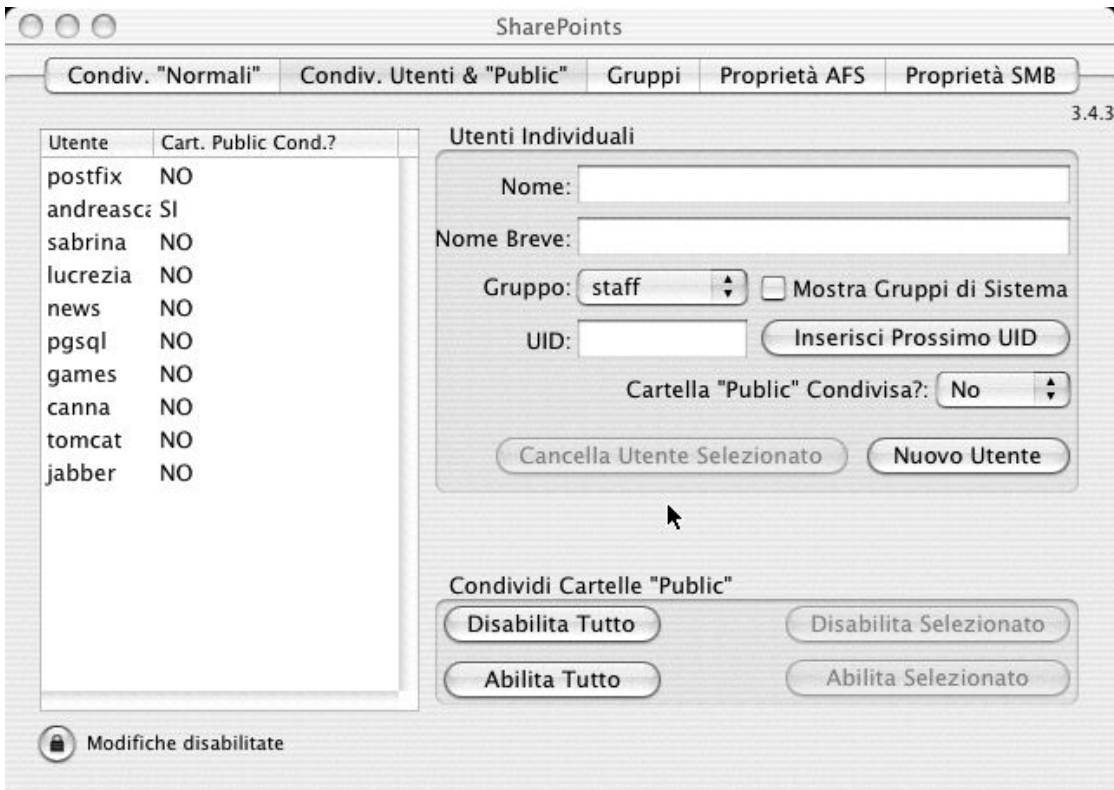 SharePoints
Condiv. "Normali" Condiv. Utenti & "Public" Gruppi Proprietà AFS Proprietà SMB
3.4.3
Utente Cart. Public Cond.?
postfix NO
andreasca SI
sabrina NO
lucrezia NO
news NO
pgsql NO
games NO
canna NO
tomcat NO
jabber NO
Utenti Individuali
Nome:
Nome Breve:
Gruppo: staff Mostra Gruppi di Sistema
UID: Inserisci Prossimo UID
Cartella "Public" Condivisa?: No
Cancella Utente Selezionato Nuovo Utente
Condividi Cartelle "Public"
Disabilita Tutto Disabilita Selezionato
Abilita Tutto Abilita Selezionato
Modifiche disabilitate